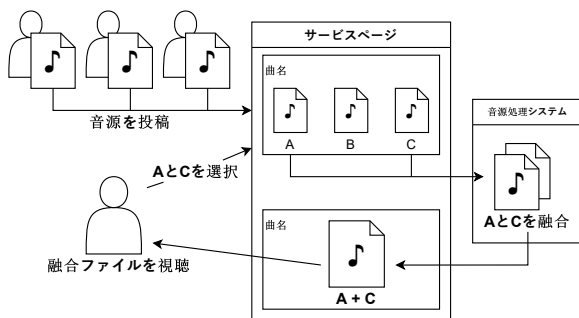 サービスページ
曲名
A
B
C
音源を投稿
音源処理システム
AとCを選択
AとCを融合
曲名
融合ファイルを視聴
A + C